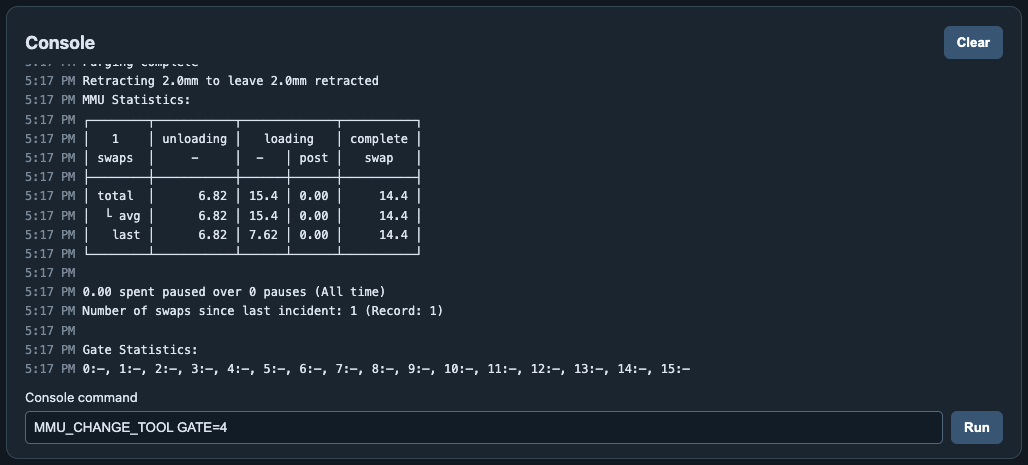 Console
Clear
5:17 PM Purging complete
5:17 PM Retracting 2.0mm to leave 2.0mm retracted
5:17 PM MMU Statistics:
5:17 PM
5:17 PM 1 unloading loading complete
5:17 PM swaps - - post swap
5:17 PM
5:17 PM total 6.82 15.4 0.00 14.4
5:17 PM └ avg 6.82 15.4 0.00 14.4
5:17 PM last 6.82 7.62 0.00 14.4
5:17 PM
5:17 PM
5:17 PM 0.00 spent paused over 0 pauses (All time)
5:17 PM Number of swaps since last incident: 1 (Record: 1)
5:17 PM
5:17 PM Gate Statistics:
5:17 PM 0:—, 1:—, 2:—, 3:—, 4:—, 5:—, 6:—, 7:—, 8:—, 9:—, 10:—, 11:—, 12:—, 13:—, 14:—, 15:—
Console command
MMU_CHANGE_TOOL GATE=4
Run